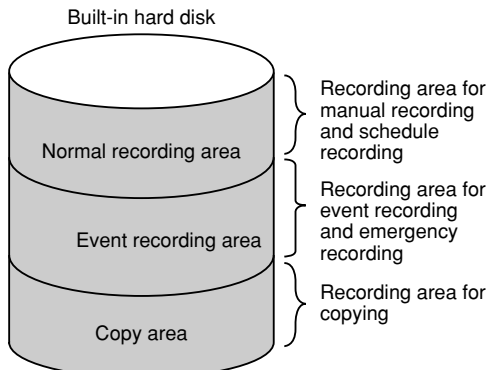 Built-in hard disk
Normal recording area
Recording area for
manual recording
and schedule
recording
Event recording area
Recording area for
event recording
and emergency
recording
Copy area
Recording area for
copying